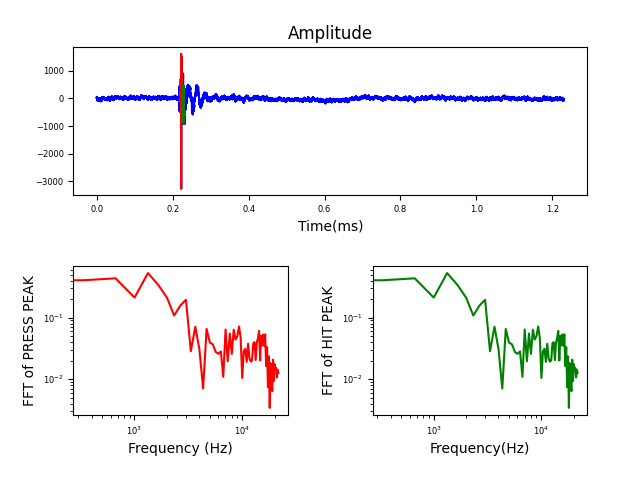 Amplitude
1000
0
−1000
−2000
−3000
0.0 0.2 0.4 0.6 0.8 1.0 1.2
Time(ms)
FFT of PRESS PEAK
10⁻¹
10⁻²
10³ 10⁴
Frequency (Hz)
FFT of HIT PEAK
10⁻¹
10⁻²
10³ 10⁴
Frequency(Hz)